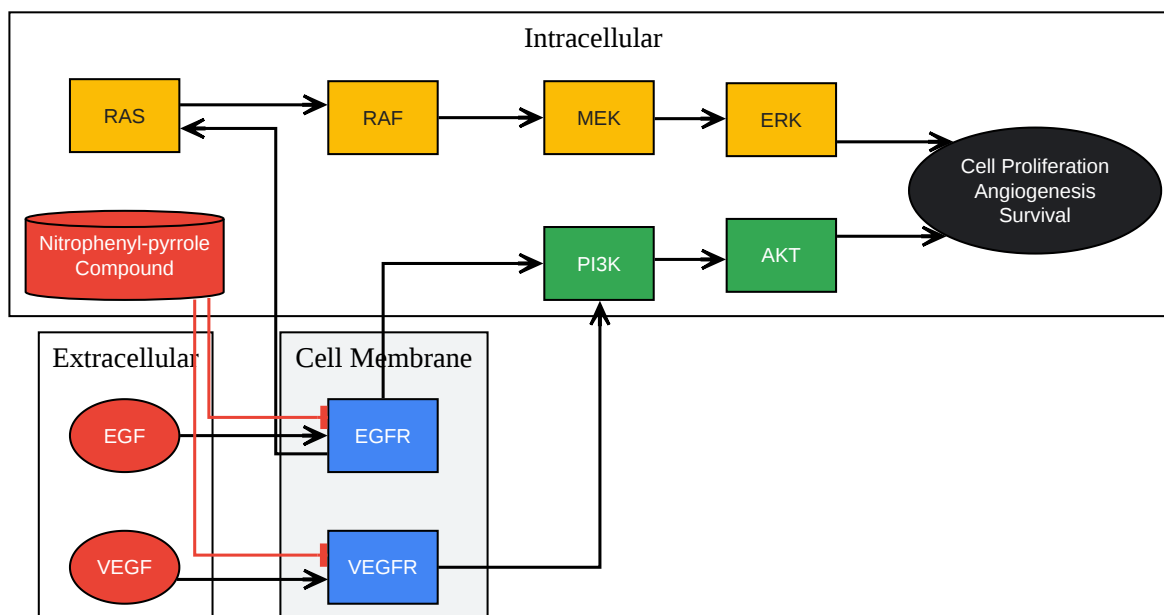 Intracellular
RAS
RAF
MEK
ERK
Cell Proliferation
Angiogenesis
Survival
Nitrophenyl-pyrrole
Compound
PI3K
AKT
Extracellular
Cell Membrane
EGF
EGFR
VEGF
VEGFR